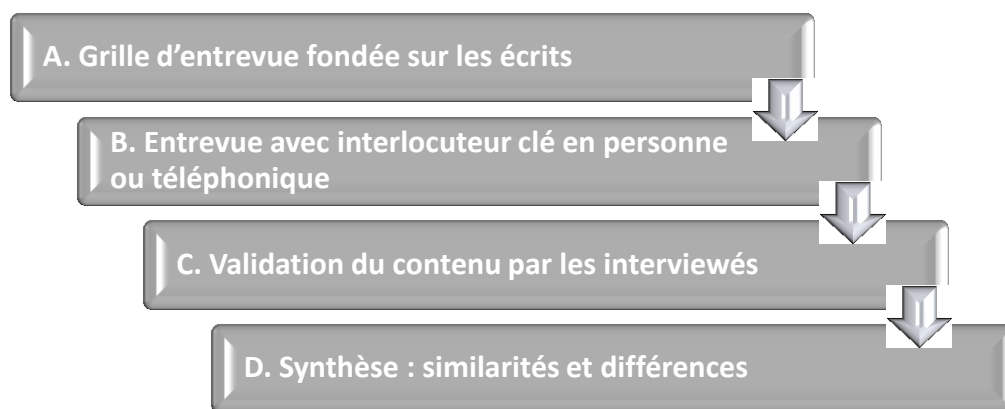 A. Grille d’entrevue fondée sur les écrits
B. Entrevue avec interlocuteur clé en personne
ou téléphonique
C. Validation du contenu par les interviewés
D. Synthèse : similarités et différences